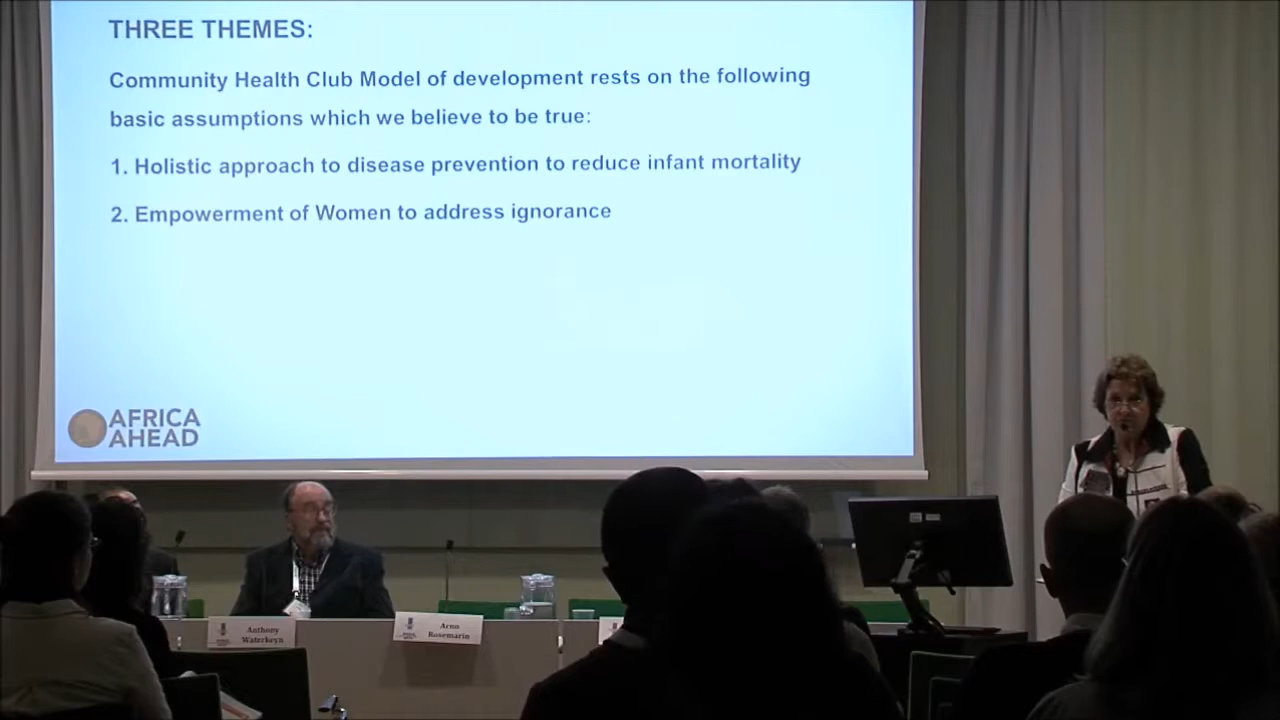 THREE THEMES:
Community Health Club Model of development rests on the following
basic assumptions which we believe to be true:
1. Holistic approach to disease prevention to reduce infant mortality
2. Empowerment of Women to address ignorance
AFRICA
AHEAD
Anthony
Waterkeyn
Arno
Rosemarin